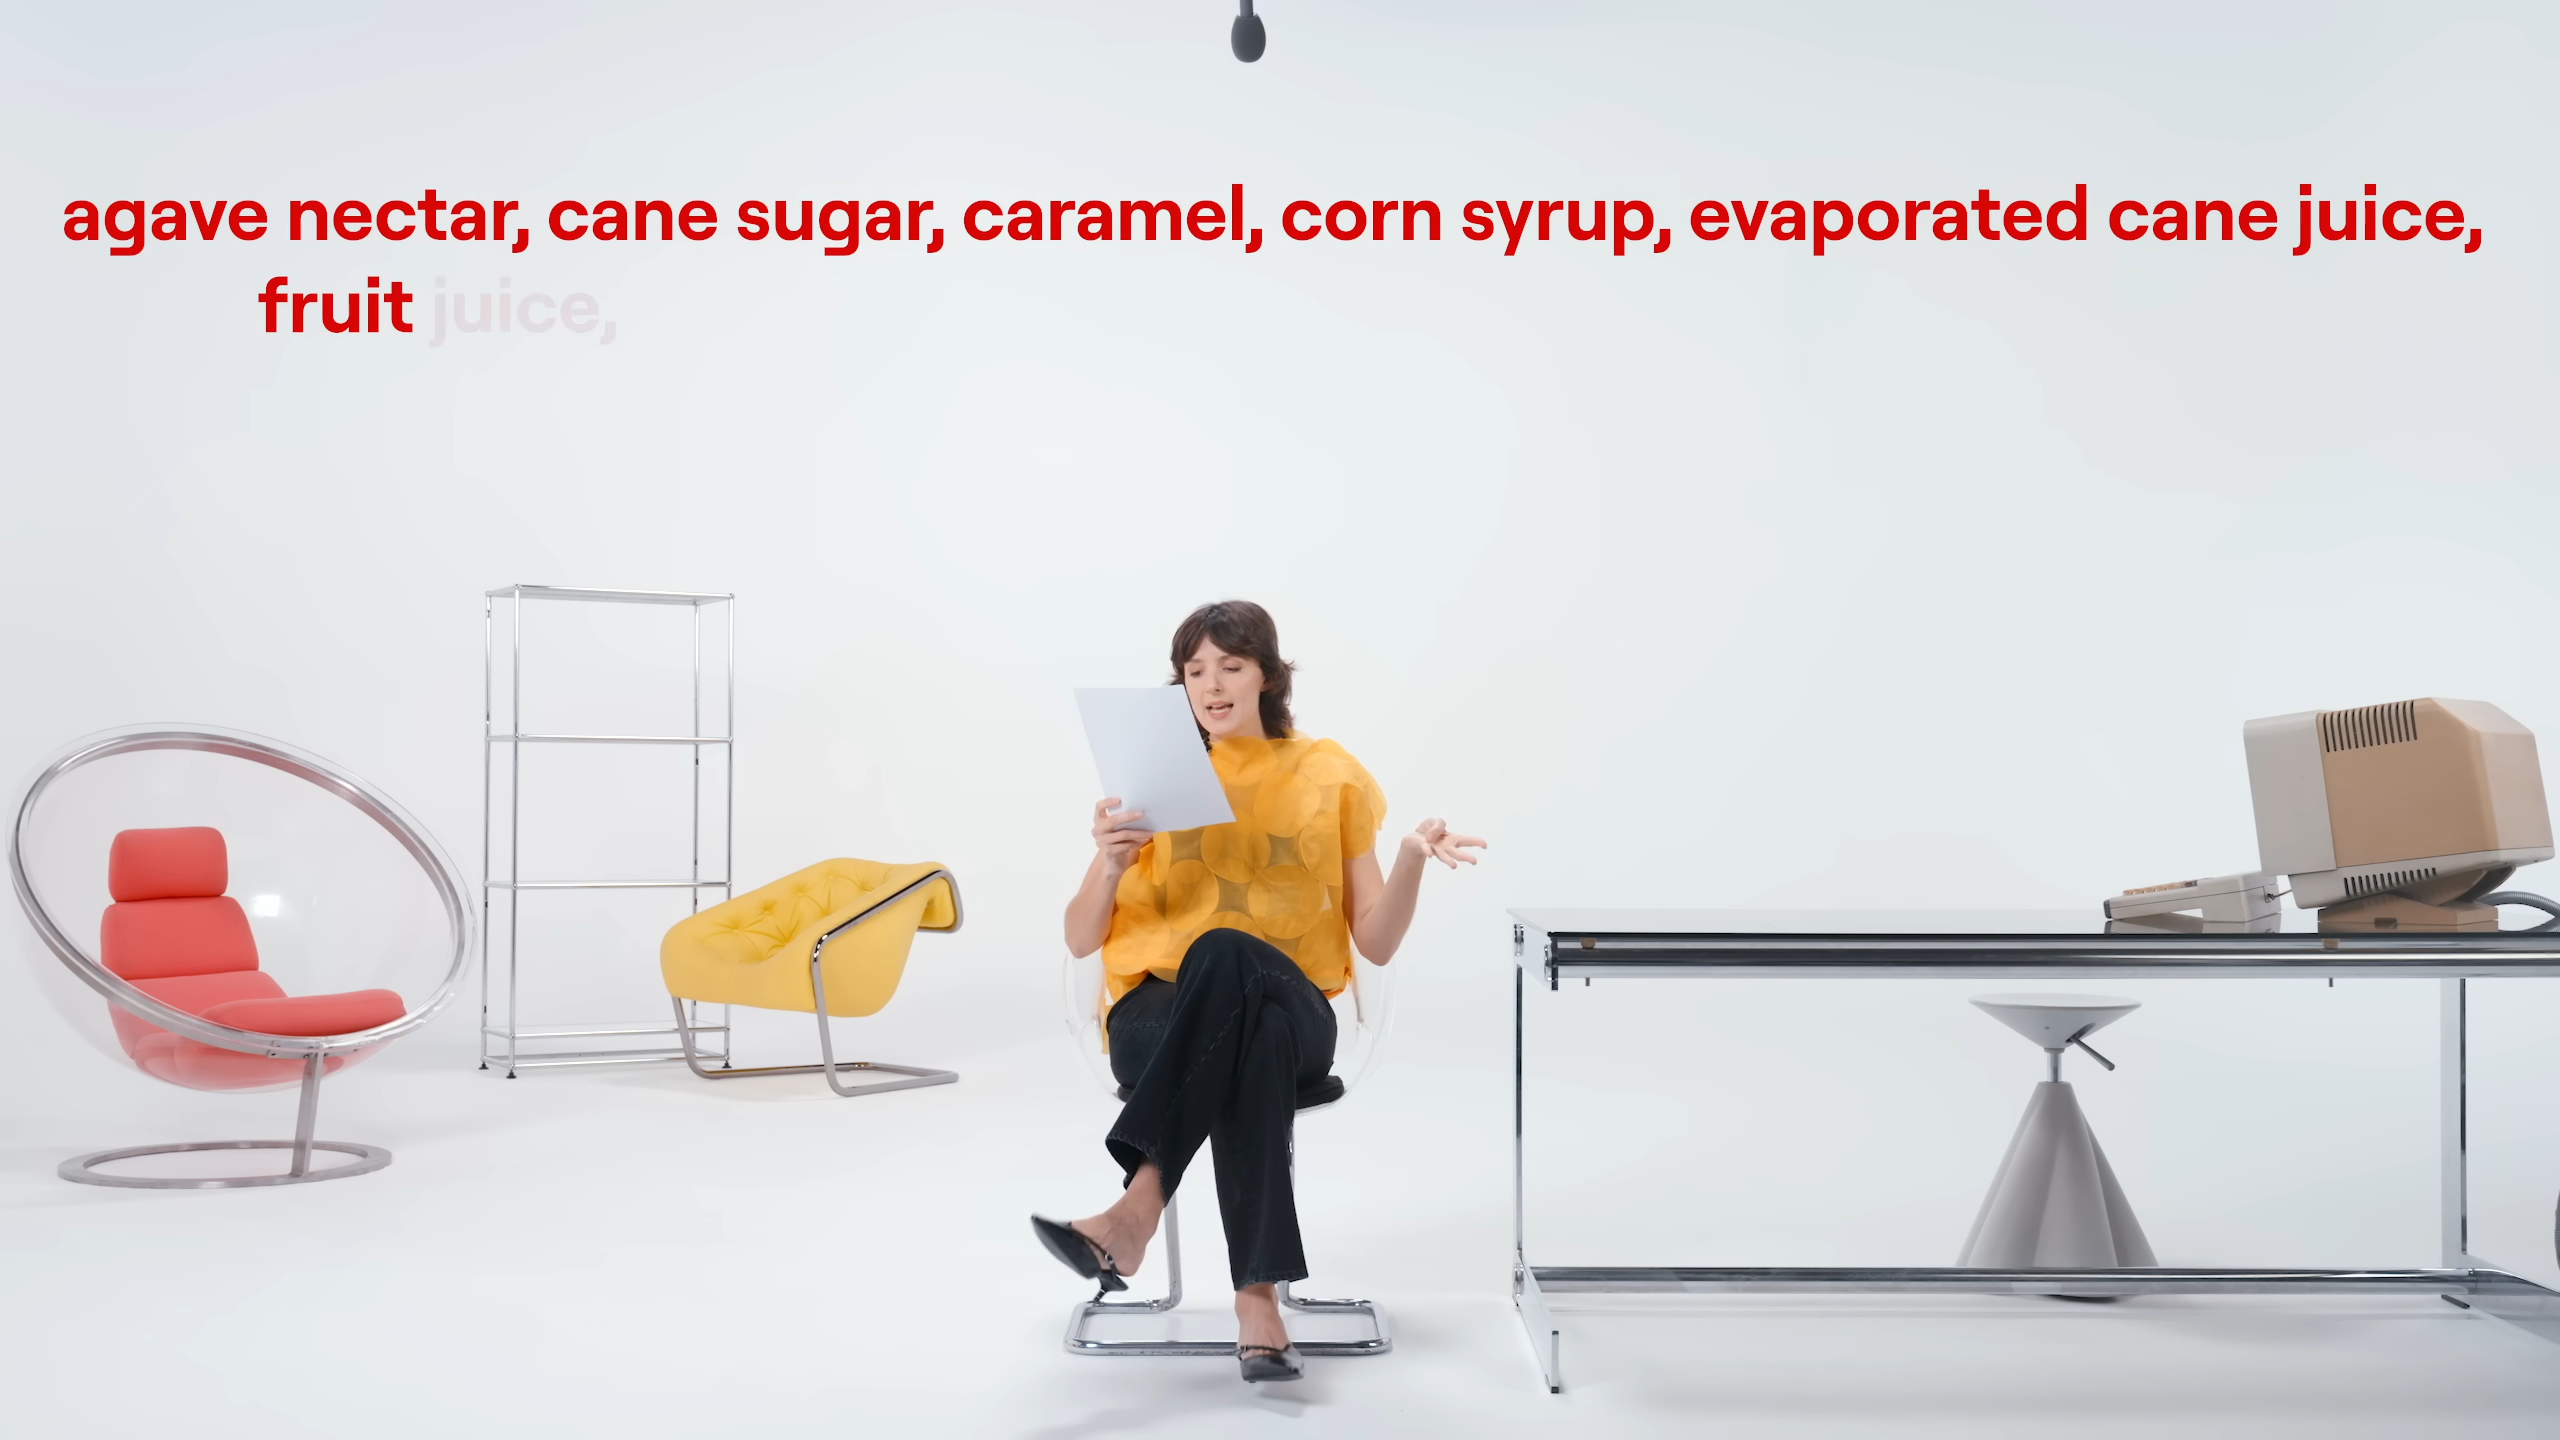 agave nectar, cane sugar, caramel, corn syrup, evaporated cane juice,
fruit juice,